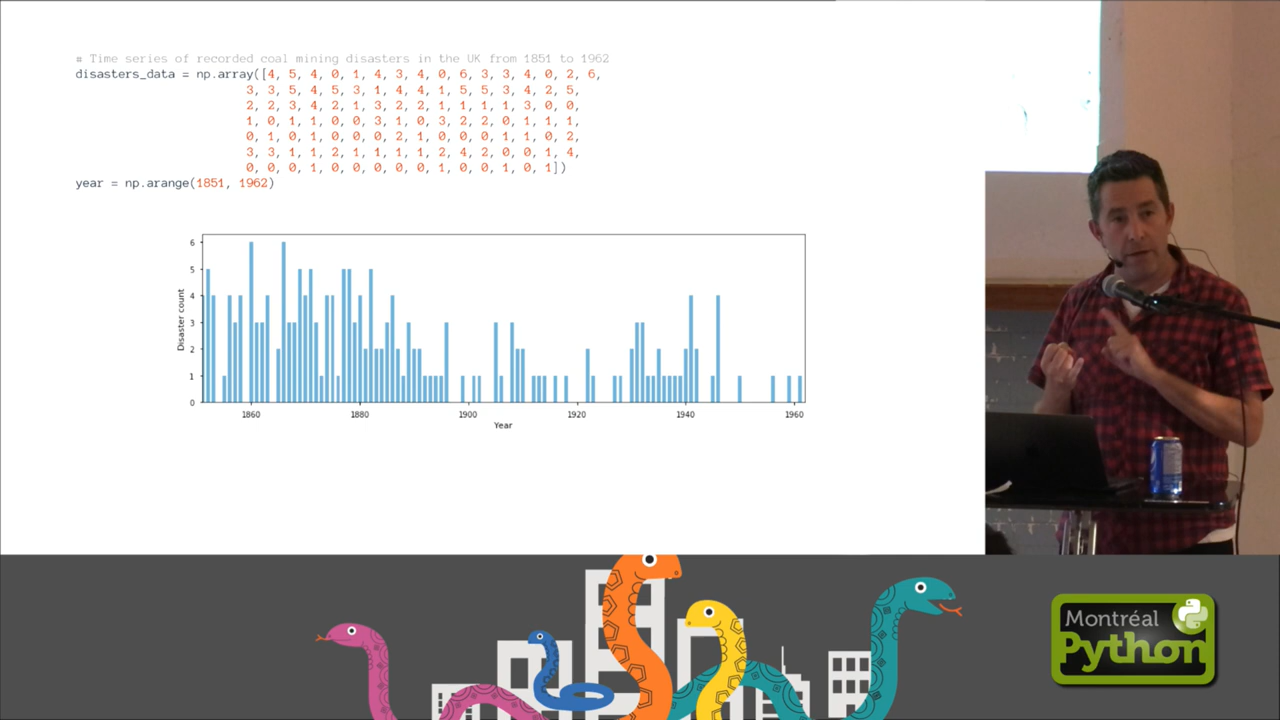 # Time series of recorded coal mining disasters in the UK from 1851 to 1962
disasters_data = np.array([4, 5, 4, 0, 1, 4, 3, 4, 0, 6, 3, 3, 4, 0, 2, 6,
3, 3, 5, 4, 5, 3, 1, 4, 4, 1, 5, 5, 3, 4, 2, 5,
2, 2, 3, 4, 2, 1, 3, 2, 2, 1, 1, 1, 1, 3, 0, 0,
1, 0, 1, 1, 0, 0, 3, 1, 0, 3, 2, 2, 0, 1, 1, 1,
0, 1, 0, 1, 0, 0, 0, 2, 1, 0, 0, 0, 1, 1, 0, 2,
3, 3, 1, 1, 2, 1, 1, 1, 1, 2, 4, 2, 0, 0, 1, 4,
0, 0, 0, 1, 0, 0, 0, 0, 0, 1, 0, 0, 1, 0, 1])
year = np.arange(1851, 1962)
6
5
4
3
2
1
0
Disaster count
1860 1880 1900 1920 1940 1960
Year
Montréal
Python